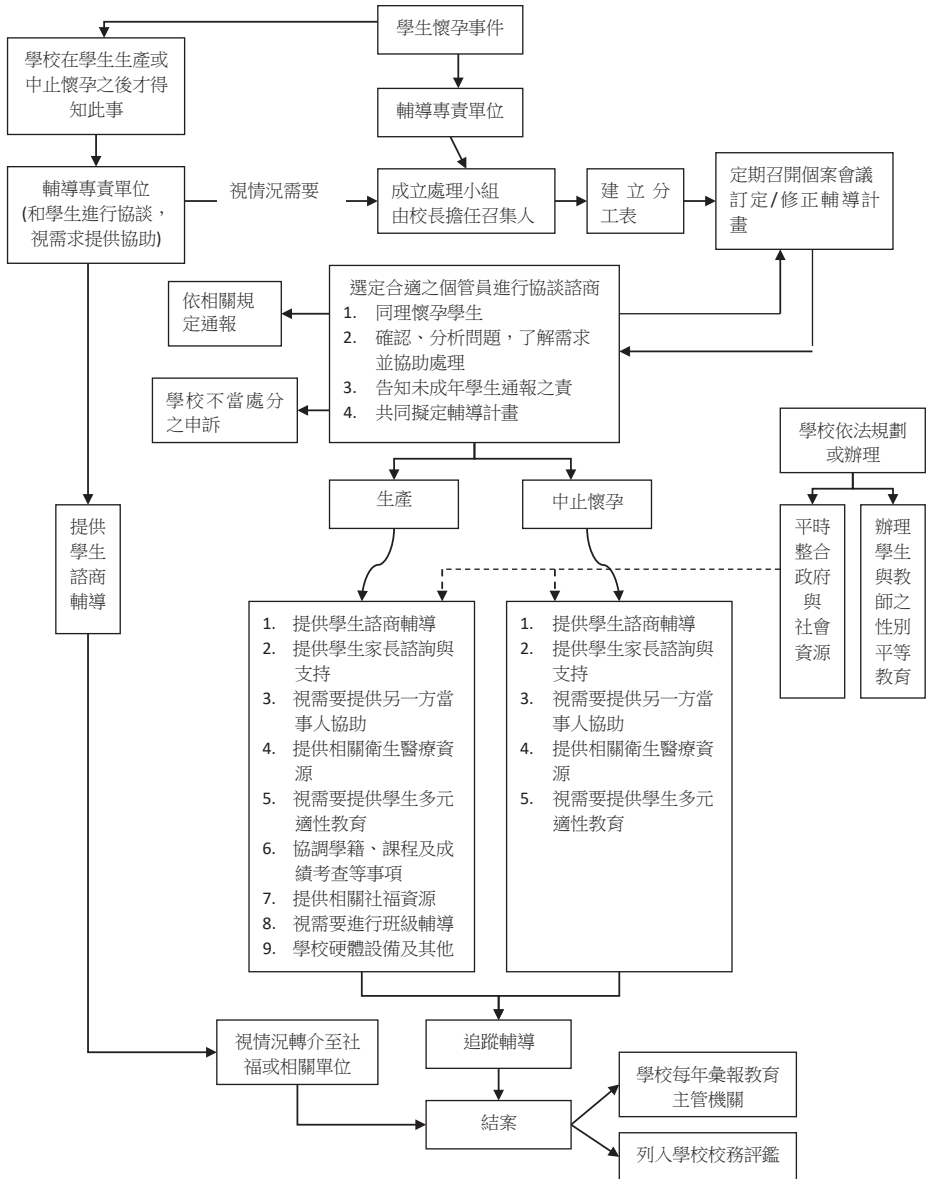 學生懷孕事件
學校在學生生產或
中止懷孕之後才得
知此事
輔導專責單位
輔導專責單位
(和學生進行協談，
視需求提供協助)
視情況需要
成立處理小組
由校長擔任召集人
建立分
工表
定期召開個案會議
訂定/修正輔導計
畫
依相關規
定通報
選定合適之個管員進行協談諮商
1. 同理懷孕學生
2. 確認、分析問題，了解需求
並協助處理
3. 告知未成年學生通報之責
4. 共同擬定輔導計畫
學校不當處分
之申訴
學校依法規劃
或辦理
生產
中止懷孕
提供
學生
諮商
輔導
平時
整合
政府
與
社會
資源
辦理
學生
與教
師之
性別
平等
教育
1. 提供學生諮商輔導
2. 提供學生家長諮詢與
支持
3. 視需要提供另一方當
事人協助
4. 提供相關衛生醫療資
源
5. 視需要提供學生多元
適性教育
6. 協調學籍、課程及成
績考查等事項
7. 提供相關社福資源
8. 視需要進行班級輔導
9. 學校硬體設備及其他
1. 提供學生諮商輔導
2. 提供學生家長諮詢與
支持
3. 視需要提供另一方當
事人協助
4. 提供相關衛生醫療資
源
5. 視需要提供學生多元
適性教育
視情況轉介至社
福或相關單位
追蹤輔導
結案
學校每年彙報教育
主管機關
列入學校校務評鑑